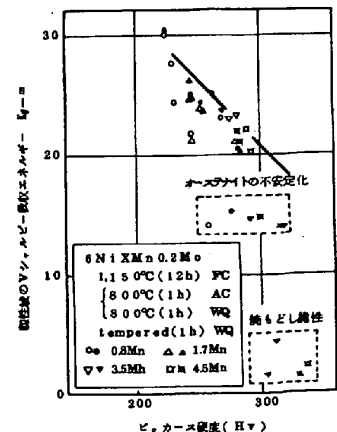 脆性域のVシャルピー吸収エネルギー Kg-m
30
20
10
0
オーステナイトの不安定化
6NiXMn0.2Mo
1,150℃(12h) FC
800℃(1h) AC
800℃(1h) WQ
tempered(1h) WQ
0.8Mn 1.7Mn
3.5Mh 4.5Mn
焼もどし脆性
200 300
ビッカース硬度(Hv)